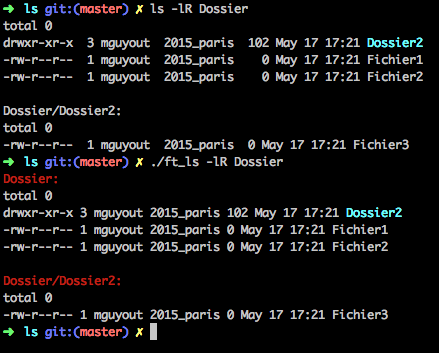 ➜ ls git:(master) ✗ ls -lR Dossier
total 0
drwxr-xr-x  3 mguyout  2015_paris  102 May 17 17:21 Dossier2
-rw-r--r--  1 mguyout  2015_paris    0 May 17 17:21 Fichier1
-rw-r--r--  1 mguyout  2015_paris    0 May 17 17:21 Fichier2

Dossier/Dossier2:
total 0
-rw-r--r--  1 mguyout  2015_paris  0 May 17 17:21 Fichier3
➜ ls git:(master) ✗ ./ft_ls -lR Dossier
Dossier:
total 0
drwxr-xr-x 3 mguyout 2015_paris 102 May 17 17:21 Dossier2
-rw-r--r-- 1 mguyout 2015_paris 0 May 17 17:21 Fichier1
-rw-r--r-- 1 mguyout 2015_paris 0 May 17 17:21 Fichier2

Dossier/Dossier2:
total 0
-rw-r--r-- 1 mguyout 2015_paris 0 May 17 17:21 Fichier3
➜ ls git:(master) ✗